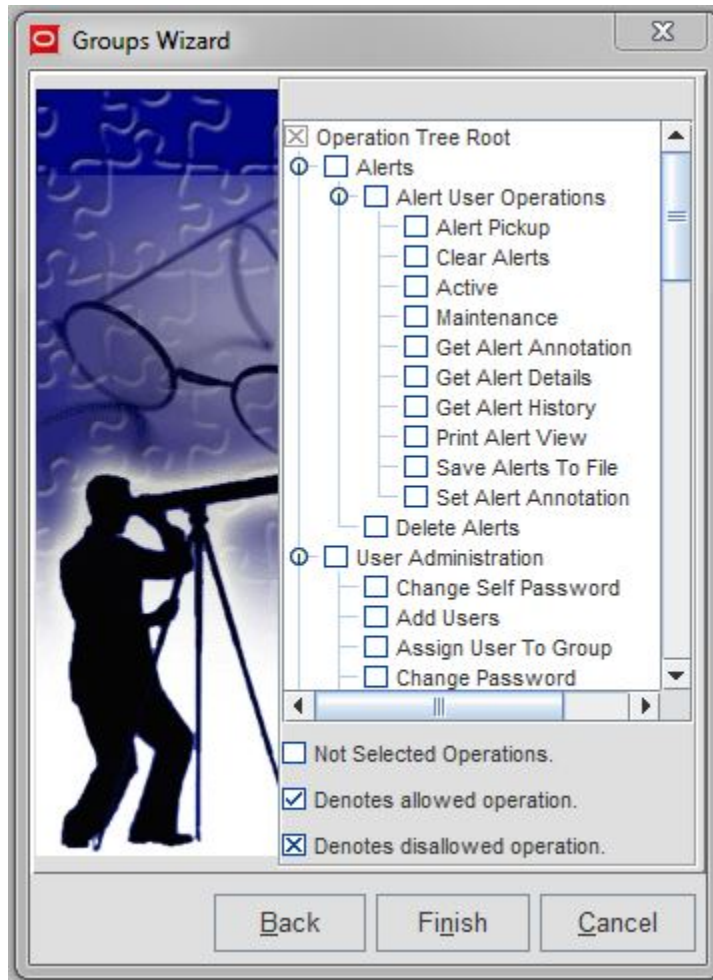 Groups Wizard
Operation Tree Root
Alerts
Alert User Operations
Alert Pickup
Clear Alerts
Active
Maintenance
Get Alert Annotation
Get Alert Details
Get Alert History
Print Alert View
Save Alerts To File
Set Alert Annotation
Delete Alerts
User Administration
Change Self Password
Add Users
Assign User To Group
Change Password
Not Selected Operations.
Denotes allowed operation.
Denotes disallowed operation.
Back Finish Cancel